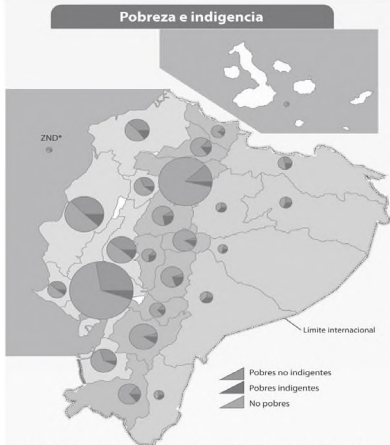 Pobreza e indigencia
ZND*
Límite internacional
Pobres no indigentes
Pobres indigentes
No pobres